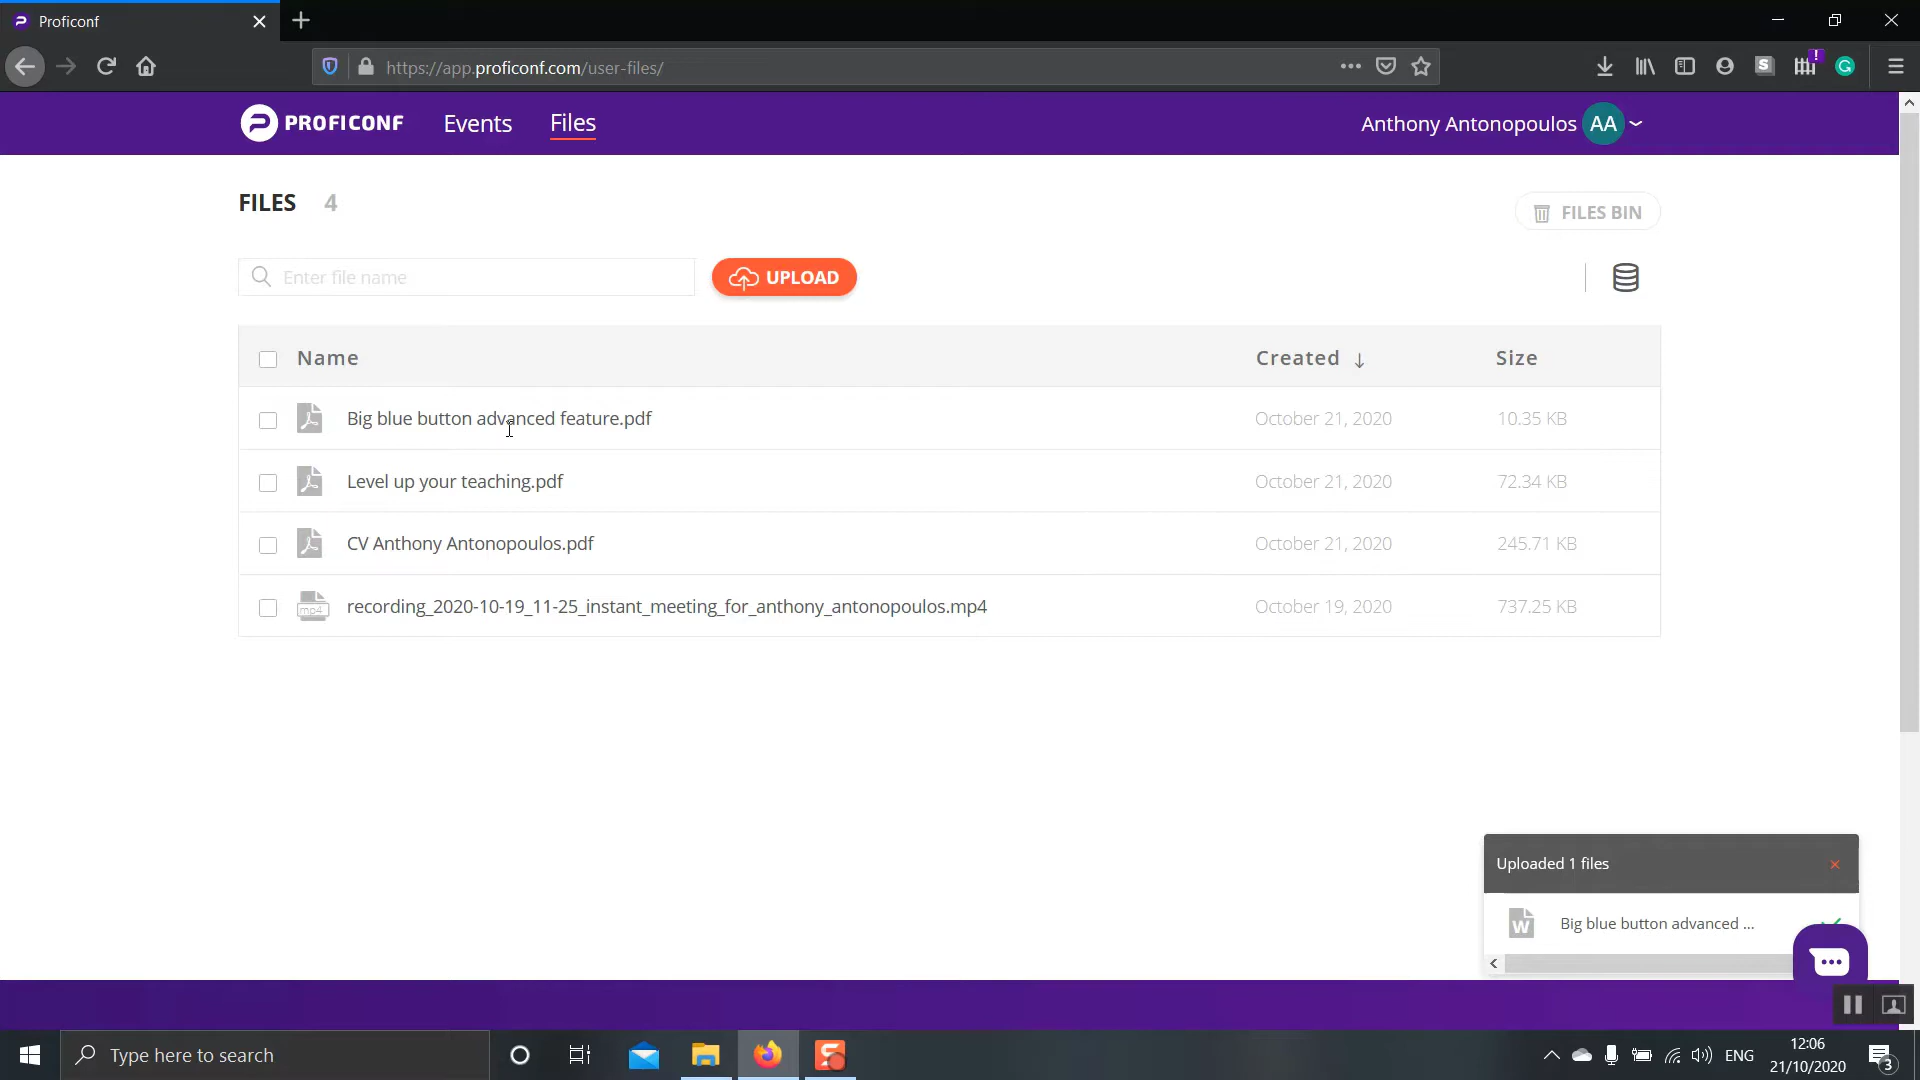 Proficonf
https://app.proficonf.com/user-files/
S
!
G
PROFICONF
Events
Files
Anthony Antonopoulos
AA
FILES 4
FILES BIN
Enter file name
UPLOAD
Name Created ↓ Size
Big blue button advanced feature.pdf October 21, 2020 10.35 KB
Level up your teaching.pdf October 21, 2020 72.34 KB
CV Anthony Antonopoulos.pdf October 21, 2020 245.71 KB
mp4 recording_2020-10-19_11-25_instant_meeting_for_anthony_antonopoulos.mp4 October 19, 2020 737.25 KB
Uploaded 1 files
W Big blue button advanced ...
Type here to search
S
ENG
12:06
21/10/2020
3